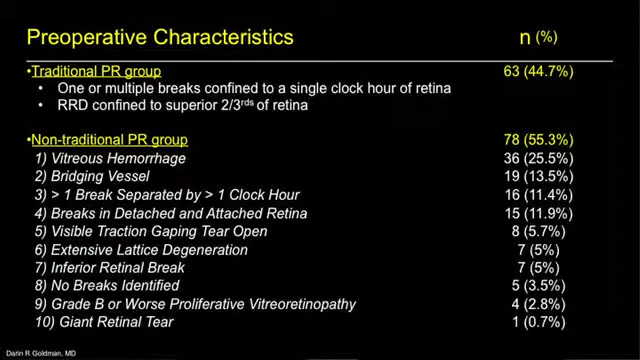 Preoperative Characteristics n (%)
•Traditional PR group 63 (44.7%)
• One or multiple breaks confined to a single clock hour of retina
• RRD confined to superior 2/3rds of retina
•Non-traditional PR group 78 (55.3%)
1) Vitreous Hemorrhage 36 (25.5%)
2) Bridging Vessel 19 (13.5%)
3) > 1 Break Separated by > 1 Clock Hour 16 (11.4%)
4) Breaks in Detached and Attached Retina 15 (11.9%)
5) Visible Traction Gaping Tear Open 8 (5.7%)
6) Extensive Lattice Degeneration 7 (5%)
7) Inferior Retinal Break 7 (5%)
8) No Breaks Identified 5 (3.5%)
9) Grade B or Worse Proliferative Vitreoretinopathy 4 (2.8%)
10) Giant Retinal Tear 1 (0.7%)
Darin R Goldman, MD